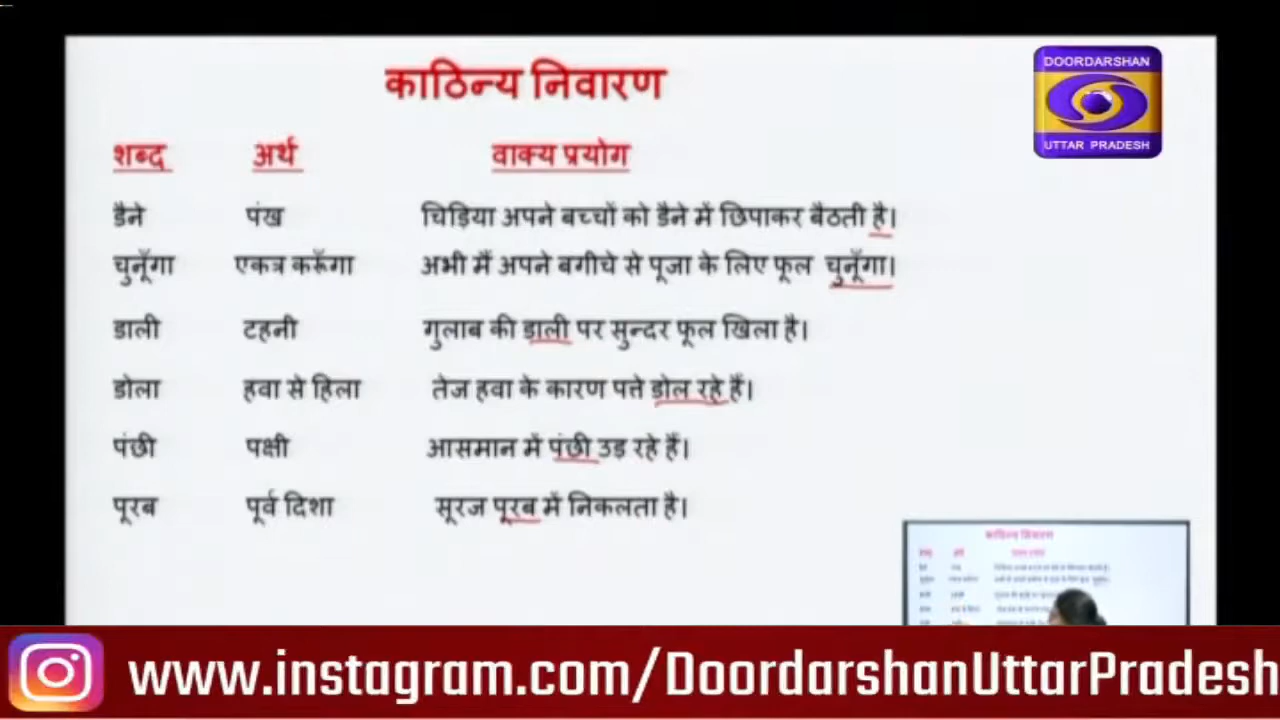 काठिन्य निवारण
DOORDARSHAN
UTTAR PRADESH
शब्द अर्थ वाक्य प्रयोग
डैने पंख चिड़िया अपने बच्चों को डैने में छिपाकर बैठती है।
चुनूँगा एकत्र करूँगा अभी मैं अपने बगीचे से पूजा के लिए फूल चुनूँगा।
डाली टहनी गुलाब की डाली पर सुन्दर फूल खिला है।
डोला हवा से हिला तेज हवा के कारण पत्ते डोल रहे हैं।
पंछी पक्षी आसमान में पंछी उड़ रहे हैं।
पूरब पूर्व दिशा सूरज पूरब में निकलता है।
काठिन्य निवारण
www.instagram.com/DoordarshanUttarPradesh